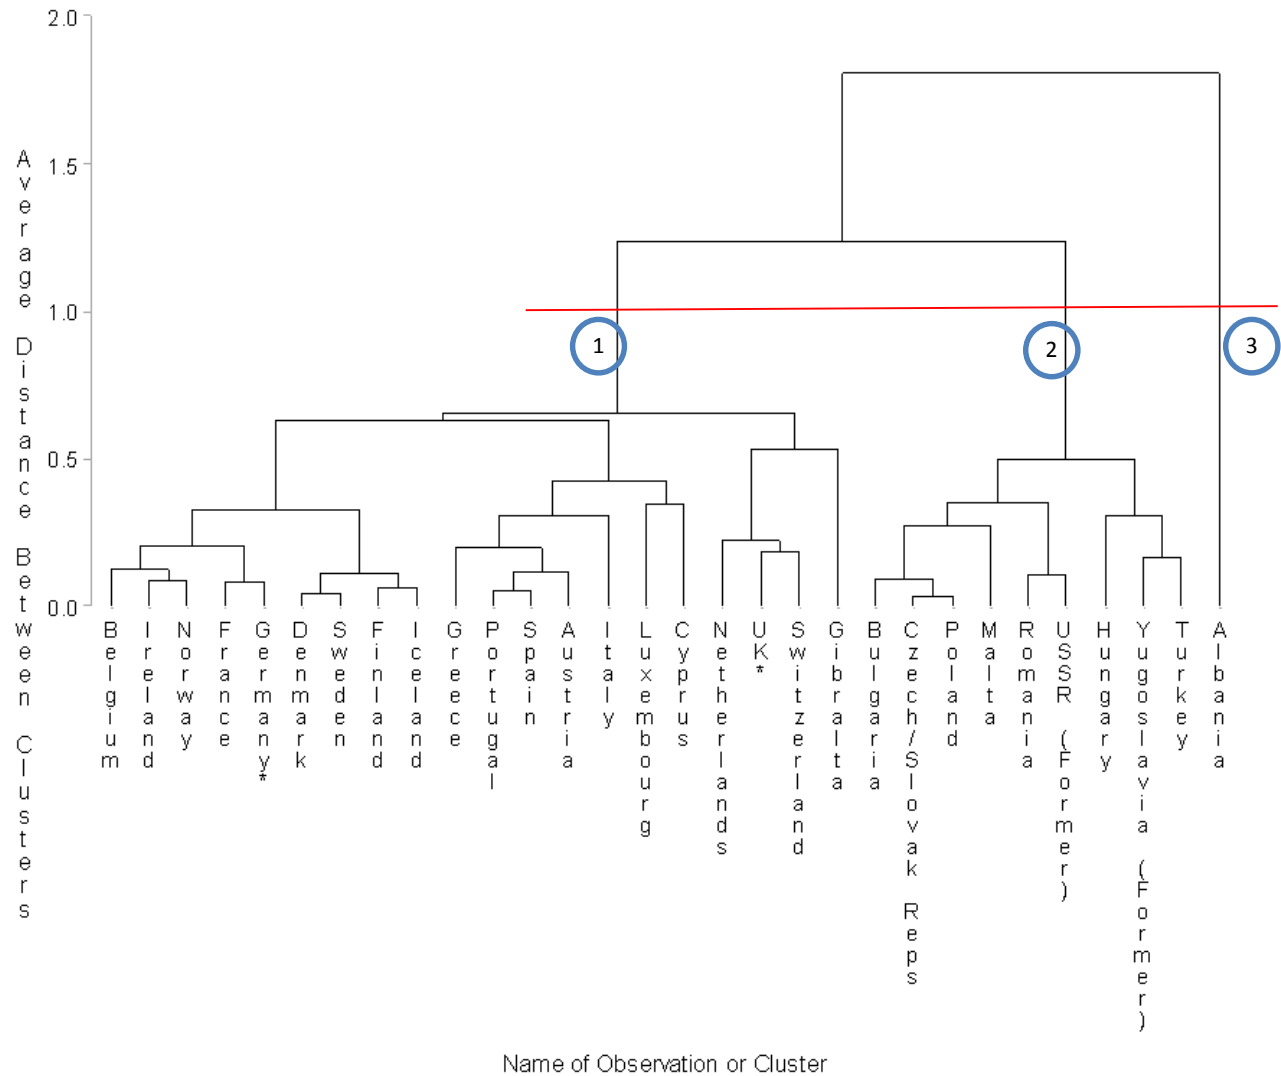 2.0
1.5
1.0
0.5
0.0
Average Distance Between Clusters
1
2
3
Belgium
Ireland
Norway
France
Germany*
Denmark
Sweden
Finland
Iceland
Greece
Portugal
Spain
Austria
Italy
Luxembourg
Cyprus
Netherlands
UK*
Switzerland
Gibralta
Bulgaria
Czech/Slovak Reps
Poland
Malta
Romania
USSR (Former)
Hungary
Yugoslavia (Former)
Turkey
Albania
Name of Observation or Cluster